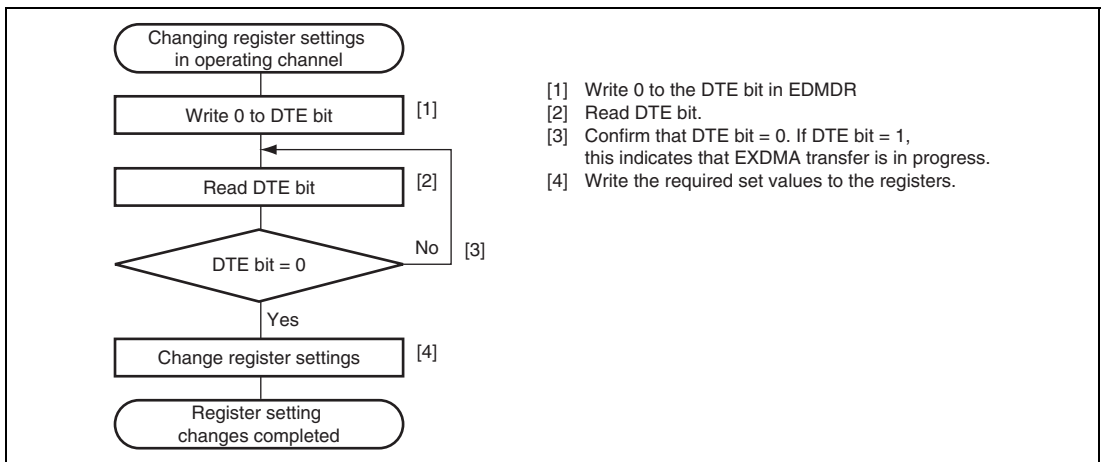 Changing register settings
in operating channel
Write 0 to DTE bit
[1]
Read DTE bit
[2]
No
[3]
DTE bit = 0
Yes
Change register settings
[4]
Register setting
changes completed
[1] Write 0 to the DTE bit in EDMDR
[2] Read DTE bit.
[3] Confirm that DTE bit = 0. If DTE bit = 1,
this indicates that EXDMA transfer is in progress.
[4] Write the required set values to the registers.